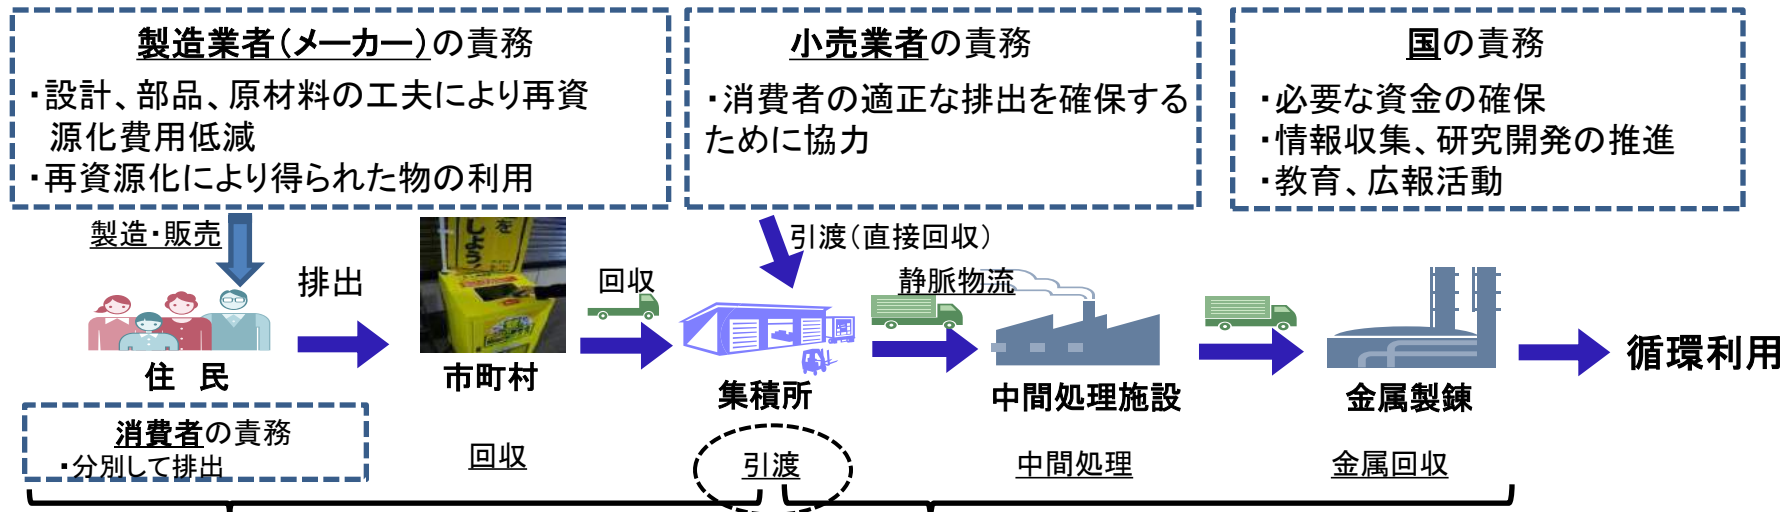 製造業者(メーカー)の責務
・設計、部品、原材料の工夫により再資
源化費用低減
・再資源化により得られた物の利用
小売業者の責務
・消費者の適正な排出を確保する
ために協力
国の責務
・必要な資金の確保
・情報収集、研究開発の推進
・教育、広報活動
製造・販売
排出
を
しよう!
回収
引渡(直接回収)
静脈物流
住 民
市町村
集積所
中間処理施設
金属製錬
循環利用
消費者の責務
・分別して排出
回収
引渡
中間処理
金属回収